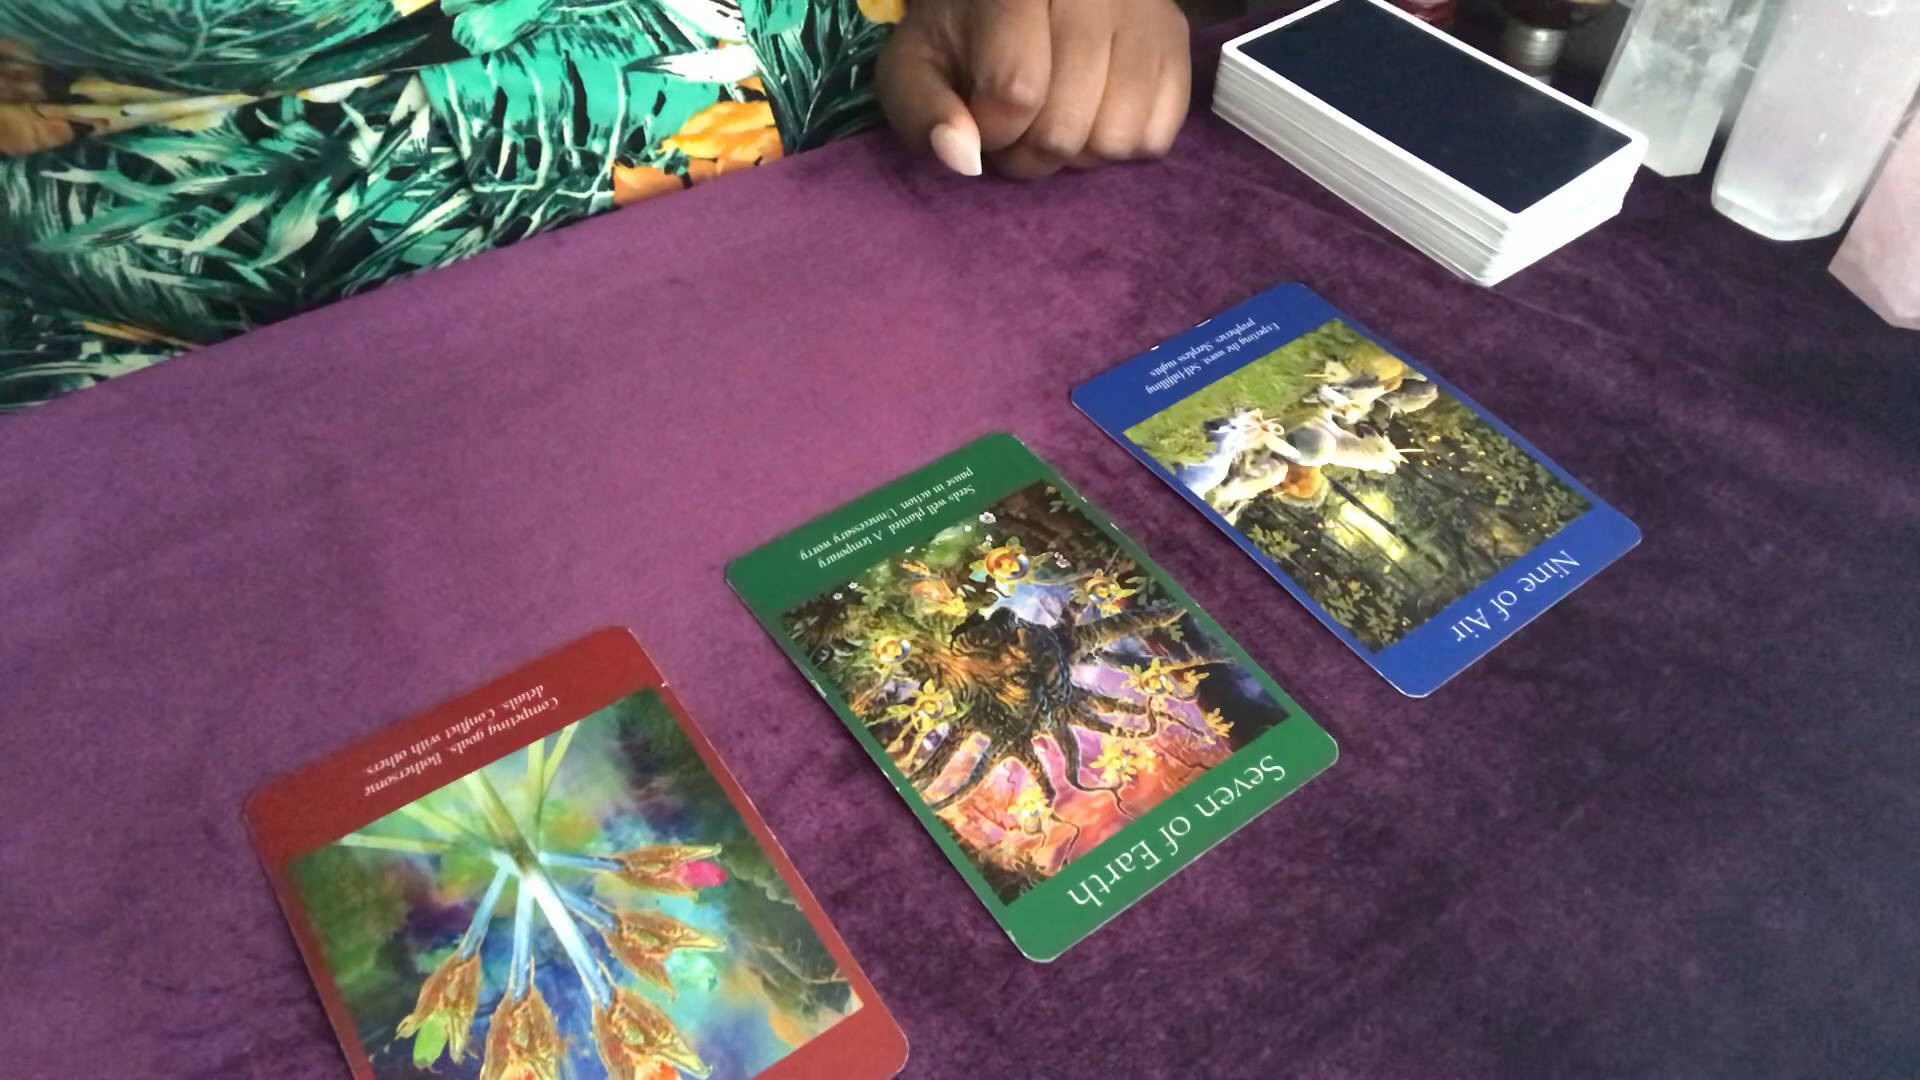 Competing goals. Bothersome
details. Conflict with others.
Seven of Earth
Seeds well planted. A temporary
pause in action. Unnecessary worry
Nine of Air
Expecting the worst. Self-fulfilling
prophecies. Sleepless nights